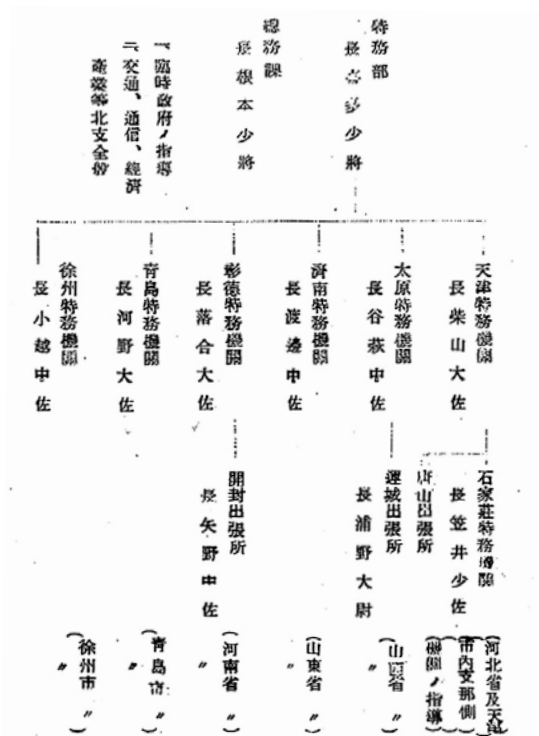 特務部
長喜多少將
總務課
長根本少將
一、臨時政府ノ指導
二、交通、通信、經濟
產業等北支全般
天津特務機關
長柴山大佐
太原特務機關
長谷萩中佐
濟南特務機關
長渡邊中佐
彰德特務機關
長落合大佐
青島特務機關
長河野大佐
徐州特務機關
長小越中佐
石家莊特務機關
長笠井少佐
唐山出張所
運城出張所
長浦野大尉
開封出張所
長矢野中佐
(河北省及天津)
(市內支那側)
(機關ノ指導)
(山西省〃)
(山東省〃)
(河南省〃)
(青島市〃)
〃
(徐州市〃)
〃